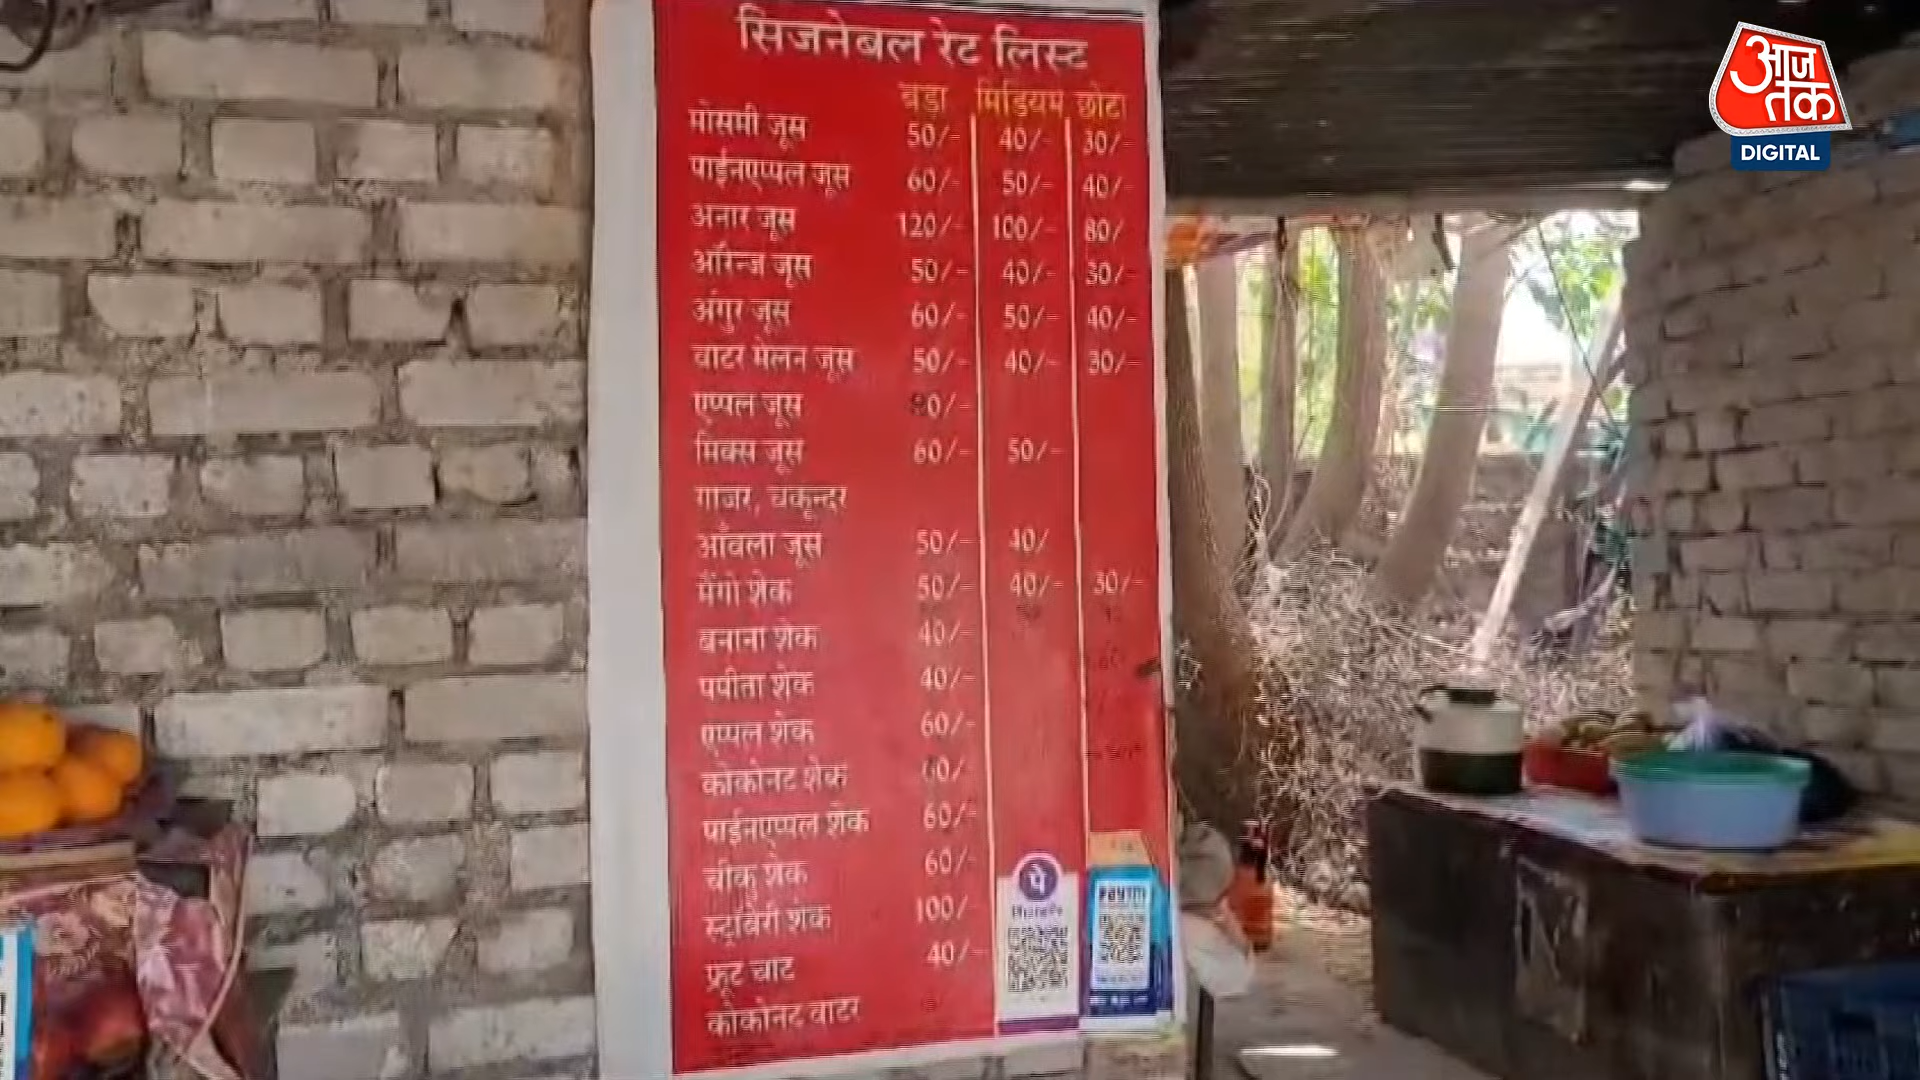 सिजनेबल रेट लिस्ट
बड़ा मिडियम छोटा
मोसमी जूस 50/- 40/- 30/-
पाईनएप्पल जूस 60/- 50/- 40/-
अनार जूस 120/- 100/- 80/-
ऑरेन्ज जूस 50/- 40/- 30/-
अंगुर जूस 60/- 50/- 40/-
वाटर मेलन जूस 50/- 40/- 30/-
एप्पल जूस
मिक्स जूस 60/- 50/-
गाजर, चकून्दर
आँवला जूस 50/- 40/
मैंगो शेक 50/- 40/- 30/-
बनाना शेक 40/-
पपीता शेक 40/-
एप्पल शेक 60/-
कोकोनट शेक 60/-
पाईनएप्पल शेक 60/-
चीकु शेक 60/-
स्ट्रॉबेरी शेक 100/-
फ्रूट चाट 40/-
कोकोनट वाटर
पे
Paytm
आज तक
DIGITAL